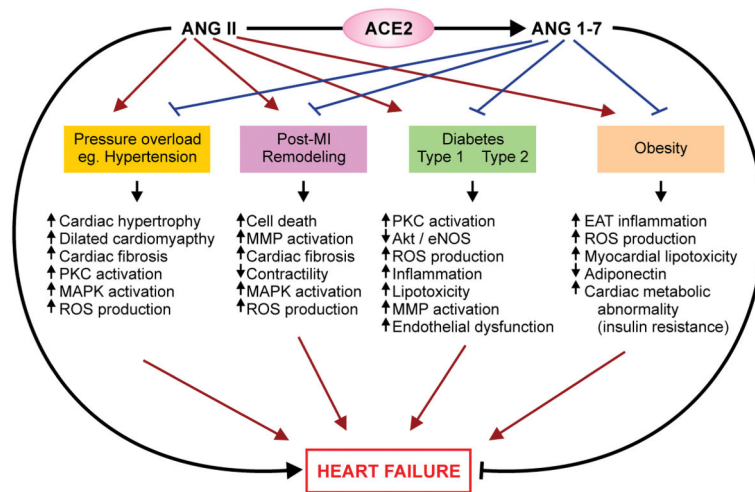 ANG II
ACE2
ANG 1-7
Pressure overload
eg. Hypertension
Post-MI
Remodeling
Diabetes
Type 1 Type 2
Obesity
Cardiac hypertrophy
Dilated cardiomyapthy
Cardiac fibrosis
PKC activation
MAPK activation
ROS production
Cell death
MMP activation
Cardiac fibrosis
Contractility
MAPK activation
ROS production
PKC activation
Akt / eNOS
ROS production
Inflammation
Lipotoxicity
MMP activation
Endothelial dysfunction
EAT inflammation
ROS production
Myocardial lipotoxicity
Adiponectin
Cardiac metabolic
abnormality
(insulin resistance)
HEART FAILURE